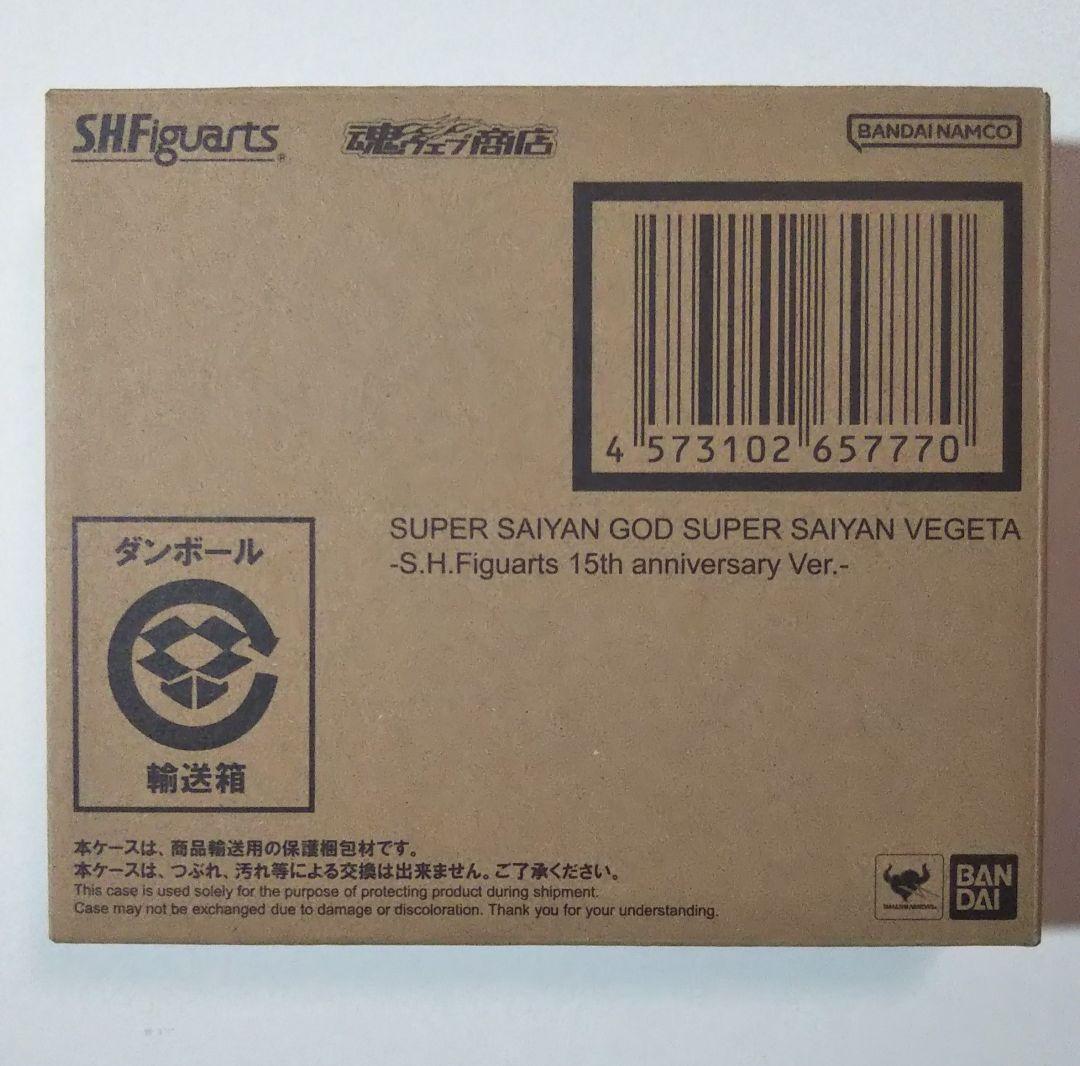 S.H.Figuarts®
魂ウェブ商店
BANDAI NAMCO
4 573102 657770
SUPER SAIYAN GOD SUPER SAIYAN VEGETA
-S.H.Figuarts 15th anniversary Ver.-
ダンボール
輸送箱
本ケースは、商品輸送用の保護梱包材です。
本ケースは、つぶれ、汚れ等による交換は出来ません。ご了承ください。
This case is used solely for the purpose of protecting product during shipment.
Case may not be exchanged due to damage or discoloration. Thank you for your understanding.
TAMASHII NATIONS
BAN
DAI